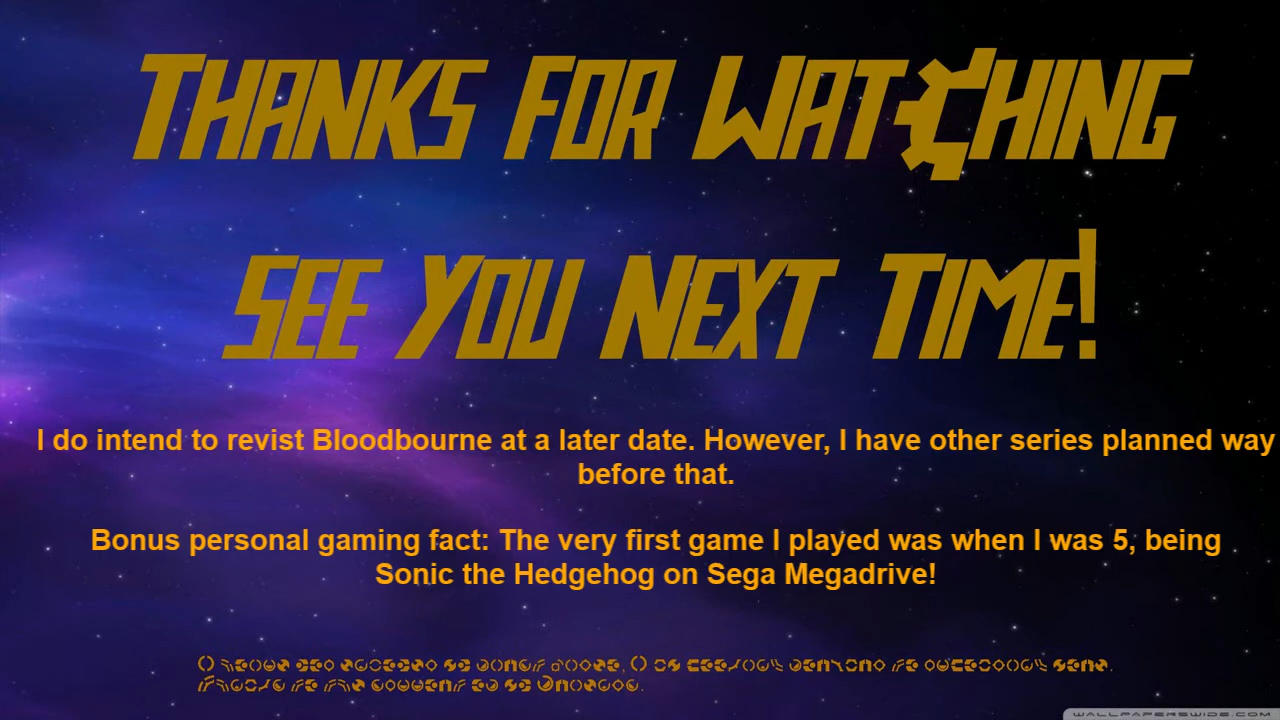 Thanks For Watching
See You Next Time!
I do intend to revist Bloodbourne at a later date. However, I have other series planned way
before that.
Bonus personal gaming fact: The very first game I played was when I was 5, being
Sonic the Hedgehog on Sega Megadrive!
WALLPAPERSWIDE.COM